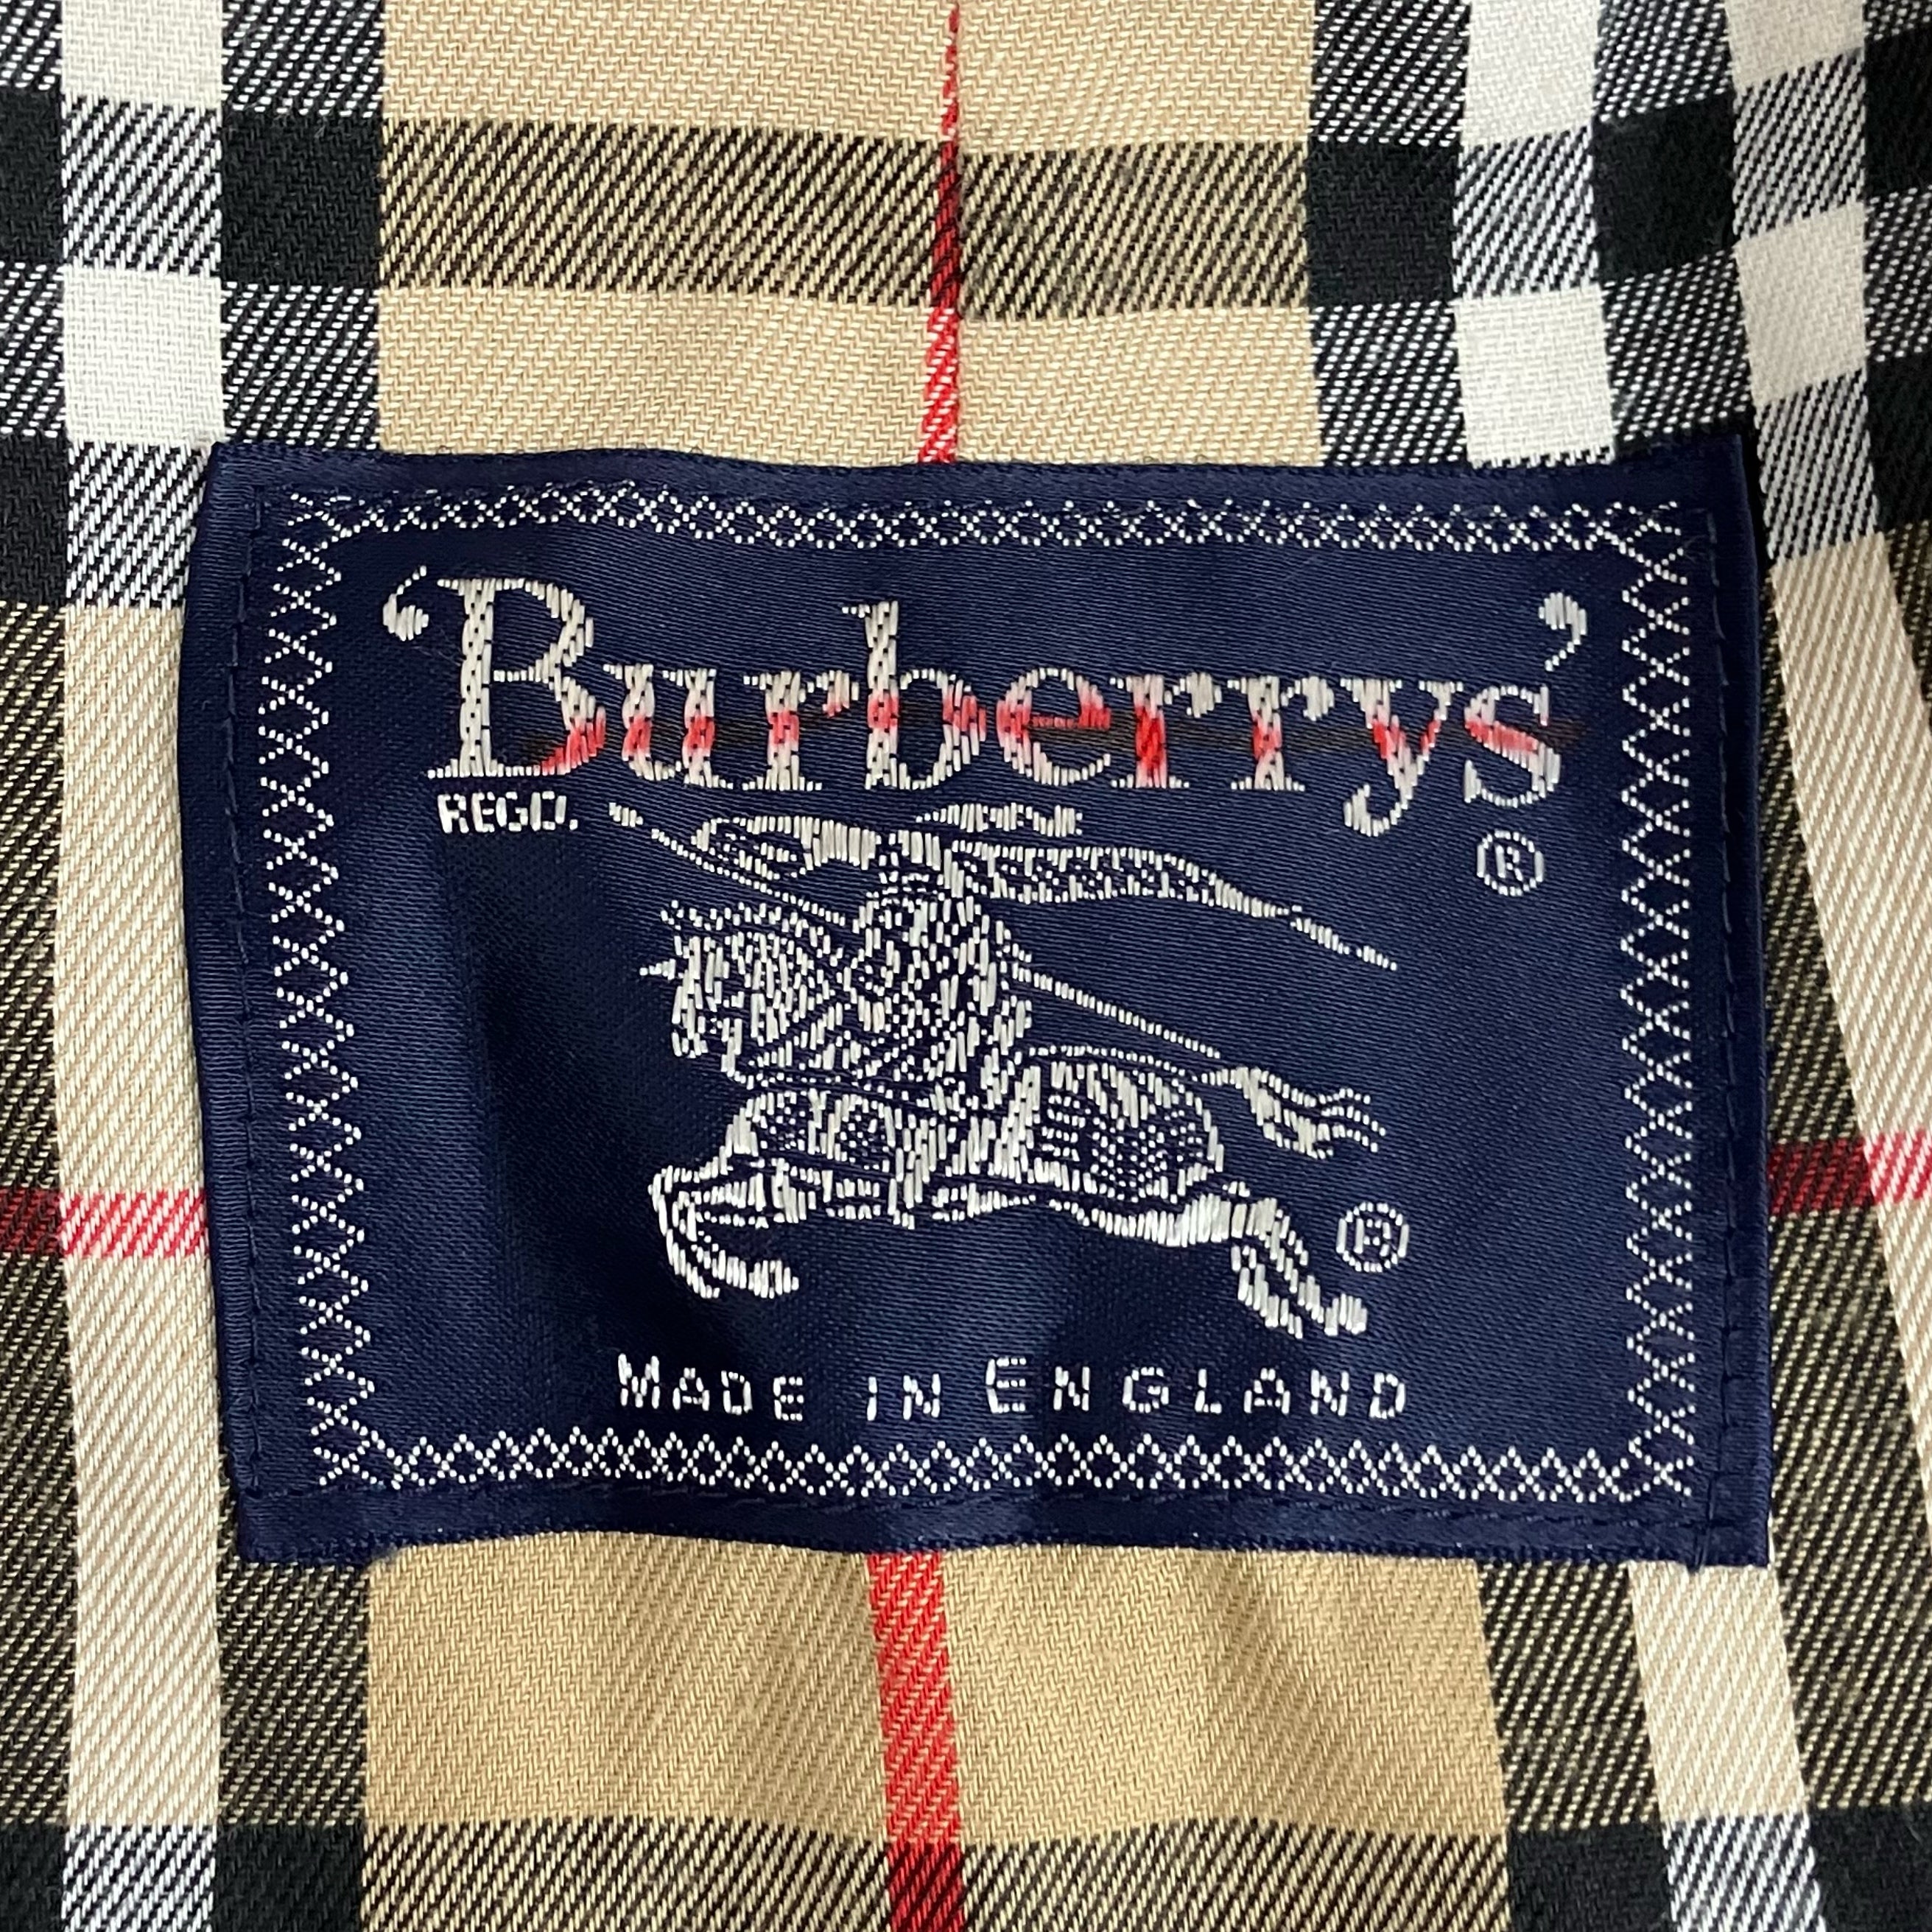 ‘Burberrys’
REGD. ®
®
MADE IN ENGLAND